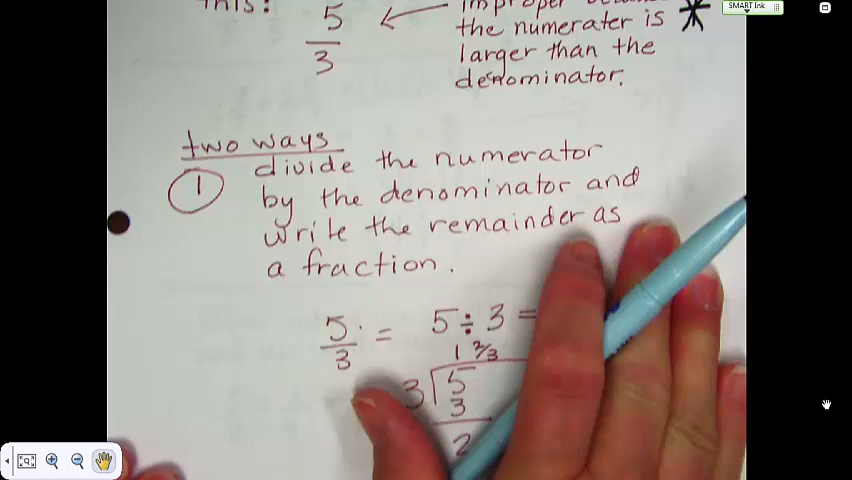 this:
5
3
the numerater is
larger than the
denominator.
SMART Ink
two ways
1
divide the numerator
by the denominator and
write the remainder as
a fraction.
5/3 = 5 ÷ 3 =
1 2/3
3 5
3
2